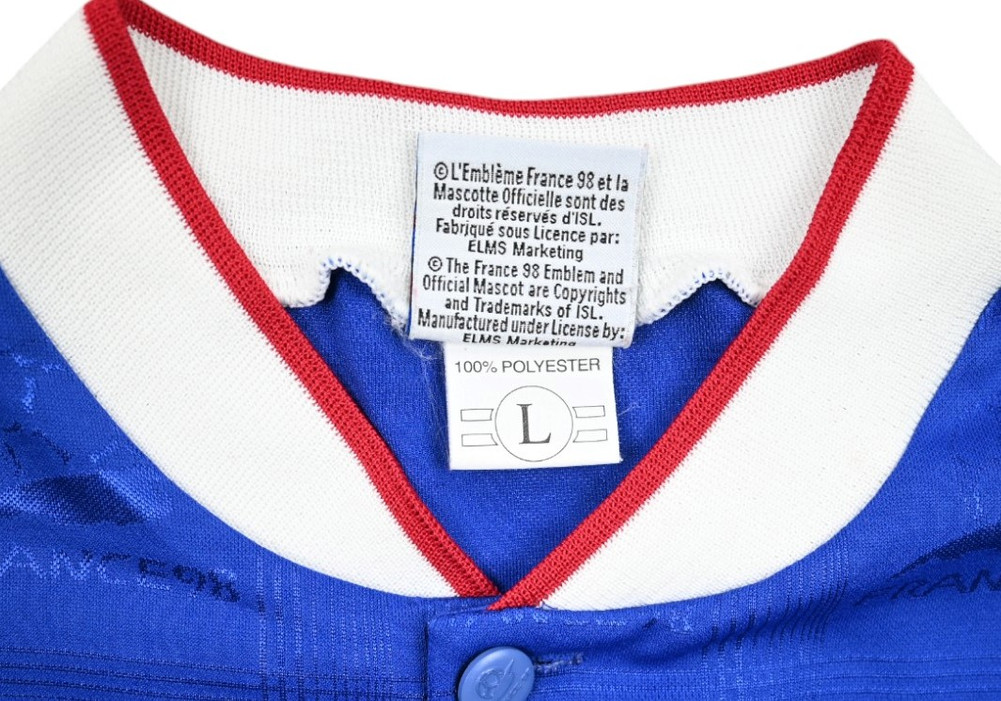 © L'Emblème France 98 et la
Mascotte Officielle sont des
droits réservés d'ISL.
Fabriqué sous Licence par:
ELMS Marketing
© The France 98 Emblem and
Official Mascot are Copyrights
and Trademarks of ISL.
Manufactured under License by:
ELMS Marketing
100% POLYESTER
L
ANCE98
FRAN